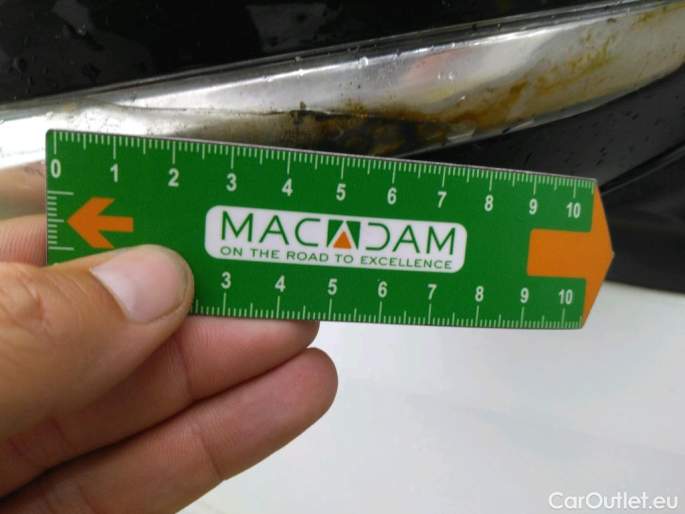 0 1 2 3 4 5 6 7 8 9 10
MACADAM
ON THE ROAD TO EXCELLENCE
3 4 5 6 7 8 9 10
CarOutlet.eu